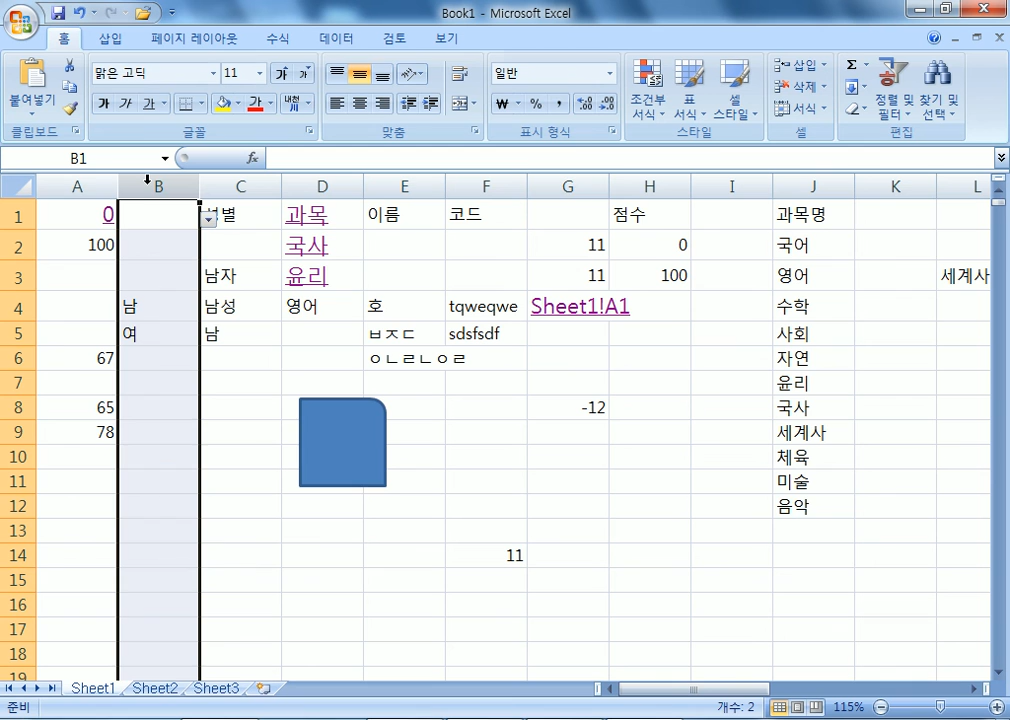 Book1 - Microsoft Excel
홈 삽입 페이지 레이아웃 수식 데이터 검토 보기
붙여넣기
클립보드
맑은 고딕 11 가 가
가 가 가 가 내천
글꼴
맞춤
일반
₩ % ,
표시 형식
조건부 서식 표 서식 셀 스타일
스타일
삽입
삭제
서식
셀
Σ
정렬 및 필터 찾기 및 선택
편집
B1 fx
A B C D E F G H I J K L
1 0 성별 과목 이름 코드 점수 과목명
2 100 국사 11 0 국어
3 남자 윤리 11 100 영어 세계사
4 남 남성 영어 호 tqweqwe Sheet1!A1 수학
5 여 남 ㅂㅈㄷ sdsfsdf 사회
6 67 ㅇㄴㄹㄴㅇㄹ 자연
7 윤리
8 65 -12 국사
9 78 세계사
10 체육
11 미술
12 음악
13
14 11
15
16
17
18
19
Sheet1 Sheet2 Sheet3
준비 개수: 2 115%